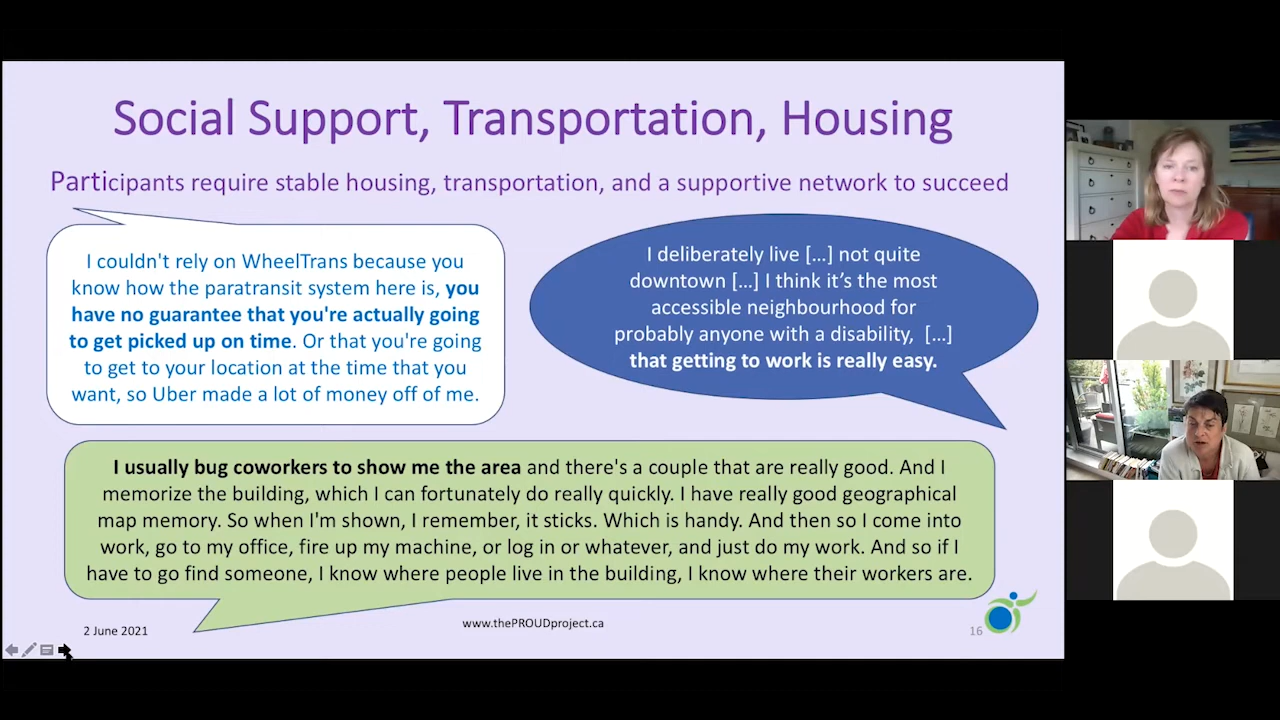 Social Support, Transportation, Housing
Participants require stable housing, transportation, and a supportive network to succeed
I couldn't rely on WheelTrans because you
know how the paratransit system here is, you
have no guarantee that you're actually going
to get picked up on time. Or that you're going
to get to your location at the time that you
want, so Uber made a lot of money off of me.
I deliberately live […] not quite
downtown […] I think it’s the most
accessible neighbourhood for
probably anyone with a disability, […]
that getting to work is really easy.
I usually bug coworkers to show me the area and there's a couple that are really good. And I
memorize the building, which I can fortunately do really quickly. I have really good geographical
map memory. So when I'm shown, I remember, it sticks. Which is handy. And then so I come into
work, go to my office, fire up my machine, or log in or whatever, and just do my work. And so if I
have to go find someone, I know where people live in the building, I know where their workers are.
2 June 2021
www.thePROUDproject.ca
16